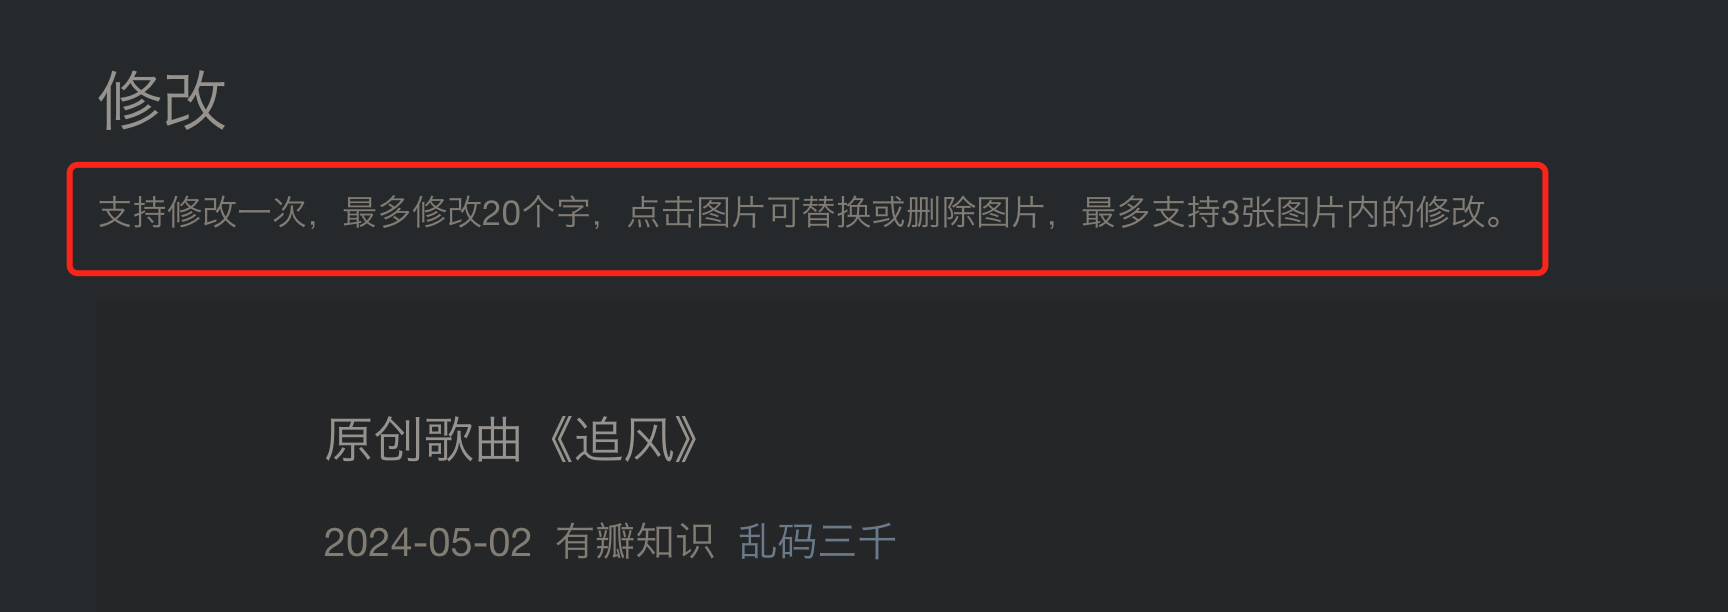 修改
支持修改一次，最多修改20个字，点击图片可替换或删除图片，最多支持3张图片内的修改。
原创歌曲《追风》
2024-05-02 有瓣知识 乱码三千